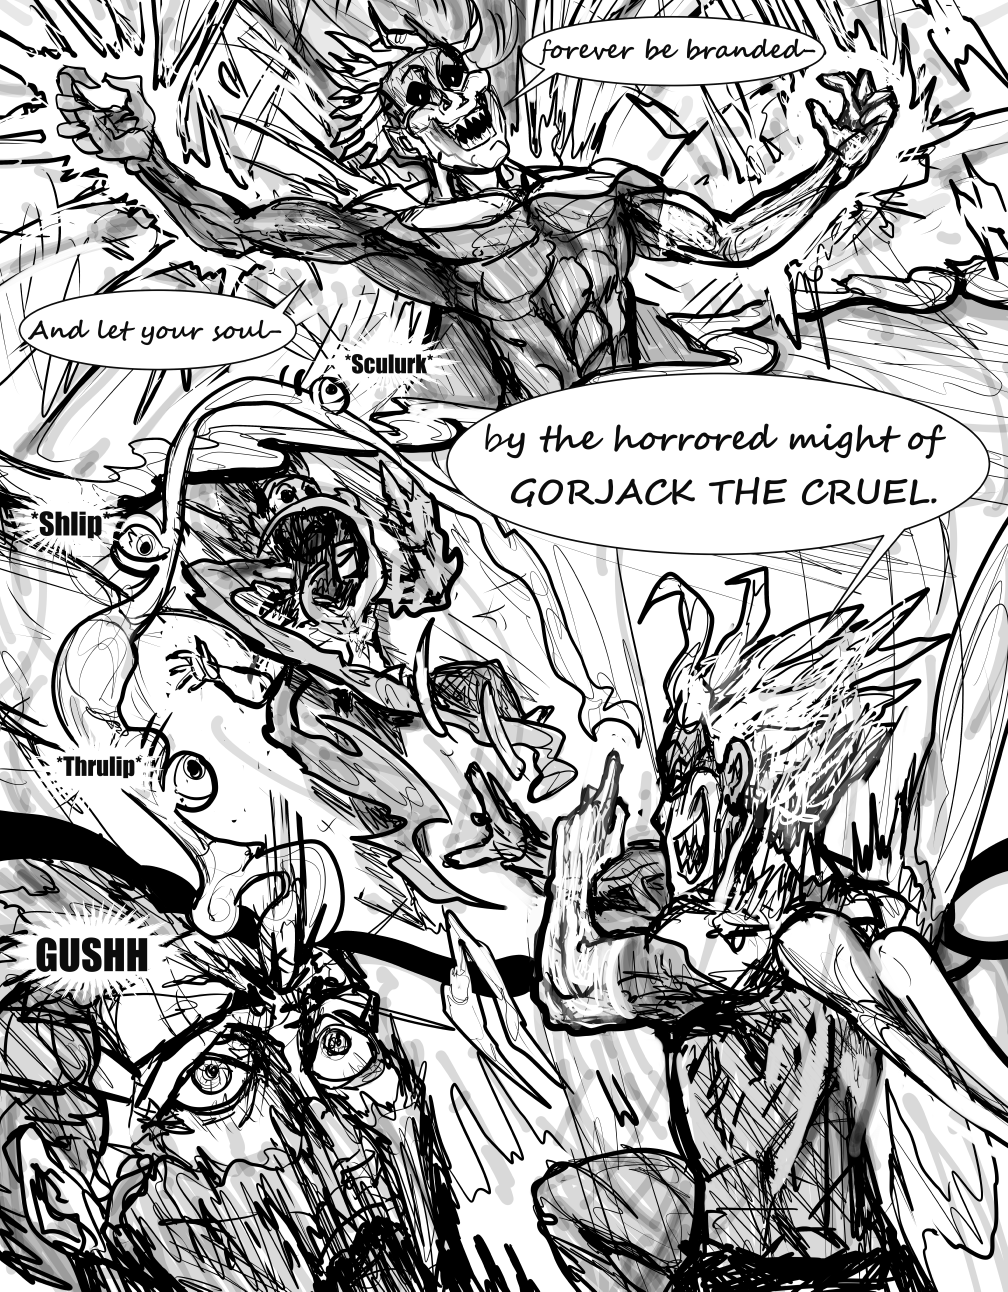 forever be branded-
And let your soul-
*Sculurk*
by the horrored might of
GORJACK THE CRUEL.
*Shlip*
*Thrulip*
GUSHH